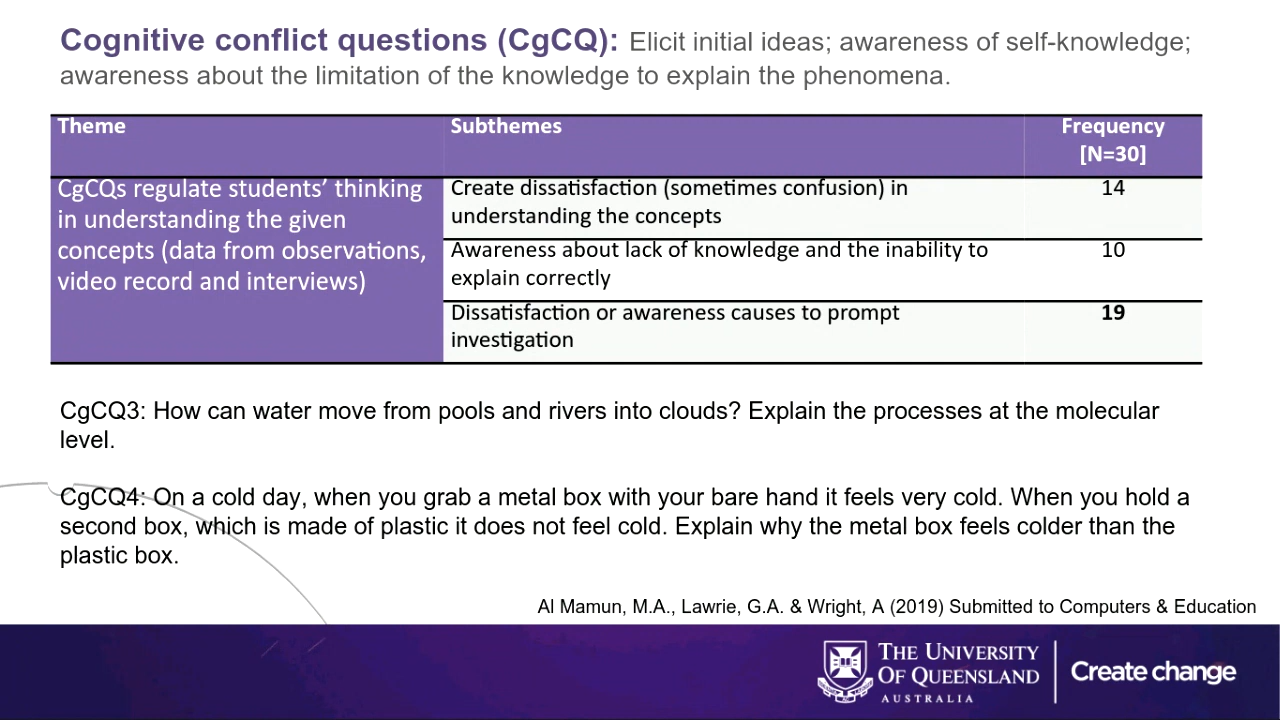 Cognitive conflict questions (CgCQ): Elicit initial ideas; awareness of self-knowledge;
awareness about the limitation of the knowledge to explain the phenomena.
Theme
Subthemes
Frequency
[N=30]
CgCQs regulate students’ thinking
in understanding the given
concepts (data from observations,
video record and interviews)
Create dissatisfaction (sometimes confusion) in
understanding the concepts
14
Awareness about lack of knowledge and the inability to
explain correctly
10
Dissatisfaction or awareness causes to prompt
investigation
19
CgCQ3: How can water move from pools and rivers into clouds? Explain the processes at the molecular
level.
CgCQ4: On a cold day, when you grab a metal box with your bare hand it feels very cold. When you hold a
second box, which is made of plastic it does not feel cold. Explain why the metal box feels colder than the
plastic box.
Al Mamun, M.A., Lawrie, G.A. & Wright, A (2019) Submitted to Computers & Education
THE UNIVERSITY
OF QUEENSLAND
AUSTRALIA
Create change